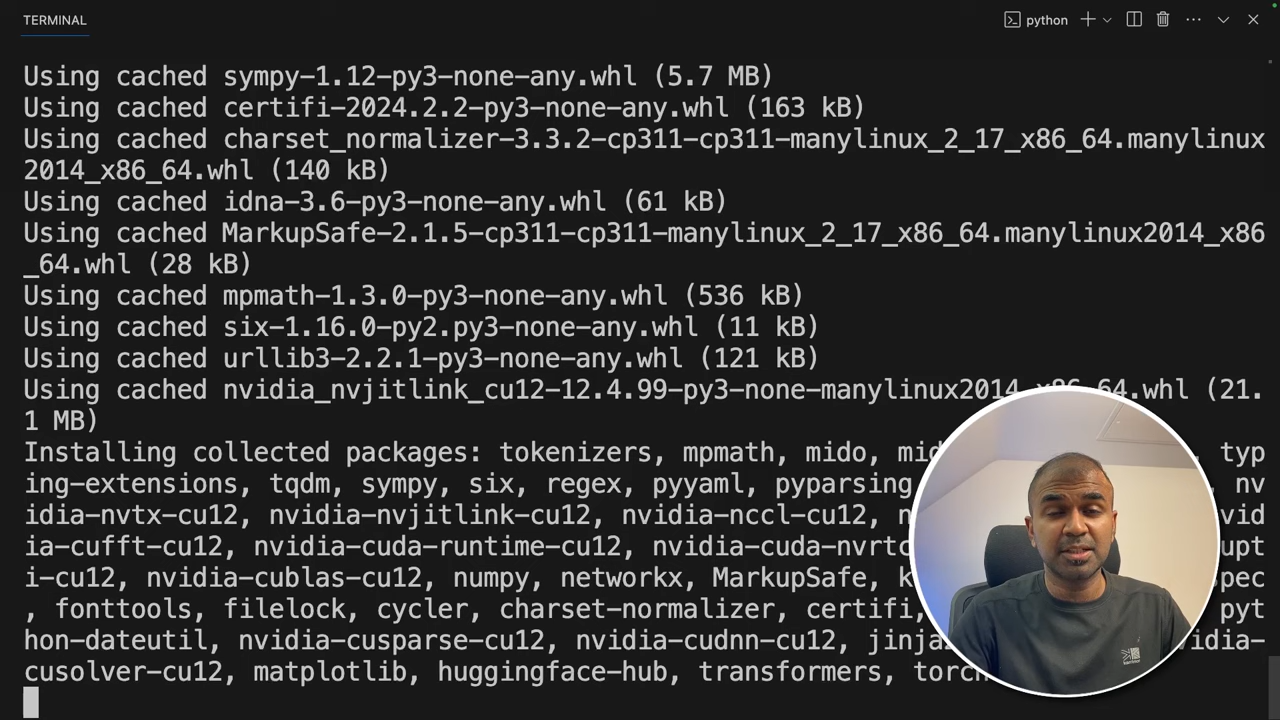 TERMINAL
python
Using cached sympy-1.12-py3-none-any.whl (5.7 MB)
Using cached certifi-2024.2.2-py3-none-any.whl (163 kB)
Using cached charset_normalizer-3.3.2-cp311-cp311-manylinux_2_17_x86_64.manylinux
2014_x86_64.whl (140 kB)
Using cached idna-3.6-py3-none-any.whl (61 kB)
Using cached MarkupSafe-2.1.5-cp311-cp311-manylinux_2_17_x86_64.manylinux2014_x86
_64.whl (28 kB)
Using cached mpmath-1.3.0-py3-none-any.whl (536 kB)
Using cached six-1.16.0-py2.py3-none-any.whl (11 kB)
Using cached urllib3-2.2.1-py3-none-any.whl (121 kB)
Using cached nvidia_nvjitlink_cu12-12.4.99-py3-none-manylinux2014_x86_64.whl (21.
1 MB)
Installing collected packages: tokenizers, mpmath, mido, typ
ing-extensions, tqdm, sympy, six, regex, pyyaml, pyparsing nv
idia-nvtx-cu12, nvidia-nvjitlink-cu12, nvidia-nccl-cu12, vid
ia-cufft-cu12, nvidia-cuda-runtime-cu12, nvidia-cuda-nvrtc upt
i-cu12, nvidia-cublas-cu12, numpy, networkx, MarkupSafe, pec
, fonttools, filelock, cycler, charset-normalizer, certifi, pyt
hon-dateutil, nvidia-cusparse-cu12, nvidia-cudnn-cu12, vidia-
cusolver-cu12, matplotlib, huggingface-hub, transformers, torch